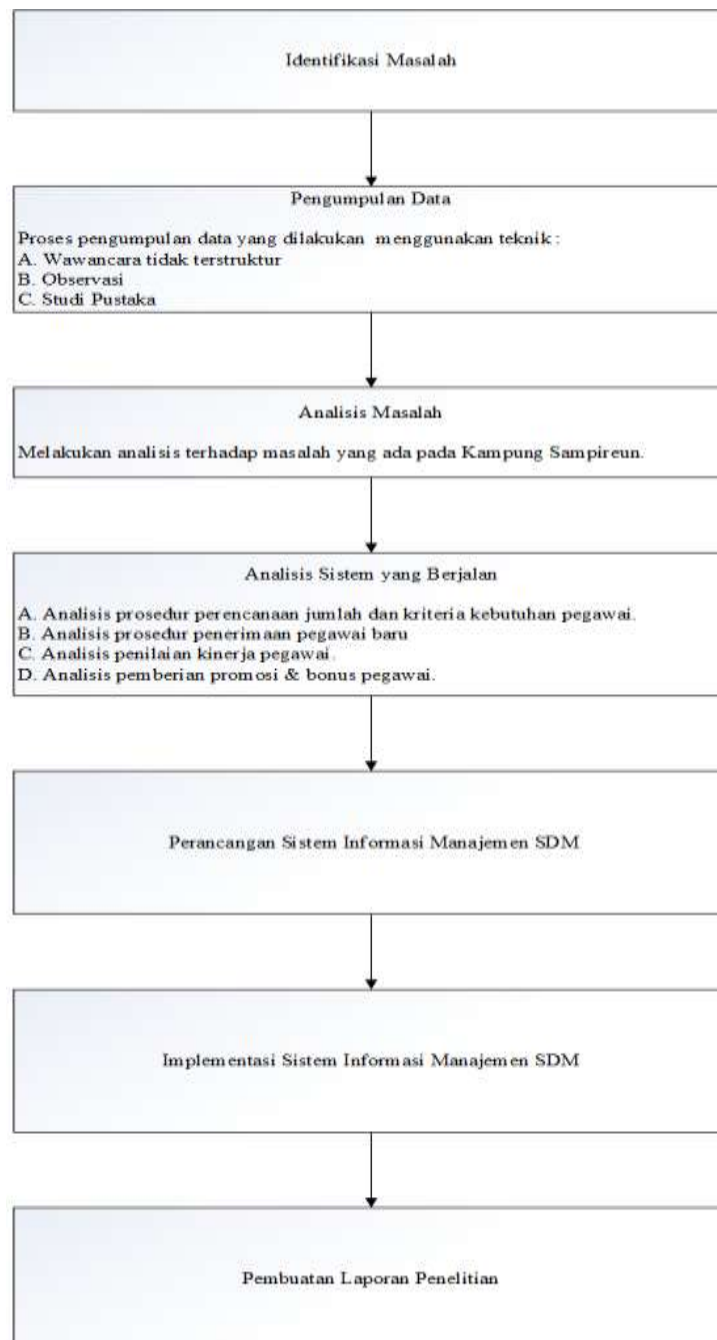 Identifikasi Masalah
Pengumpulan Data
Proses pengumpulan data yang dilakukan menggunakan teknik :
A. Wawancara tidak terstruktur
B. Observasi
C. Studi Pustaka
Analisis Masalah
Melakukan analisis terhadap masalah yang ada pada Kampung Sampireun.
Analisis Sistem yang Berjalan
A. Analisis prosedur perencanaan jumlah dan kriteria kebutuhan pegawai.
B. Analisis prosedur penerimaan pegawai baru
C. Analisis penilaian kinerja pegawai.
D. Analisis pemberian promosi & bonus pegawai.
Perancangan Sistem Informasi Manajemen SDM
Implementasi Sistem Informasi Manajemen SDM
Pembuatan Laporan Penelitian